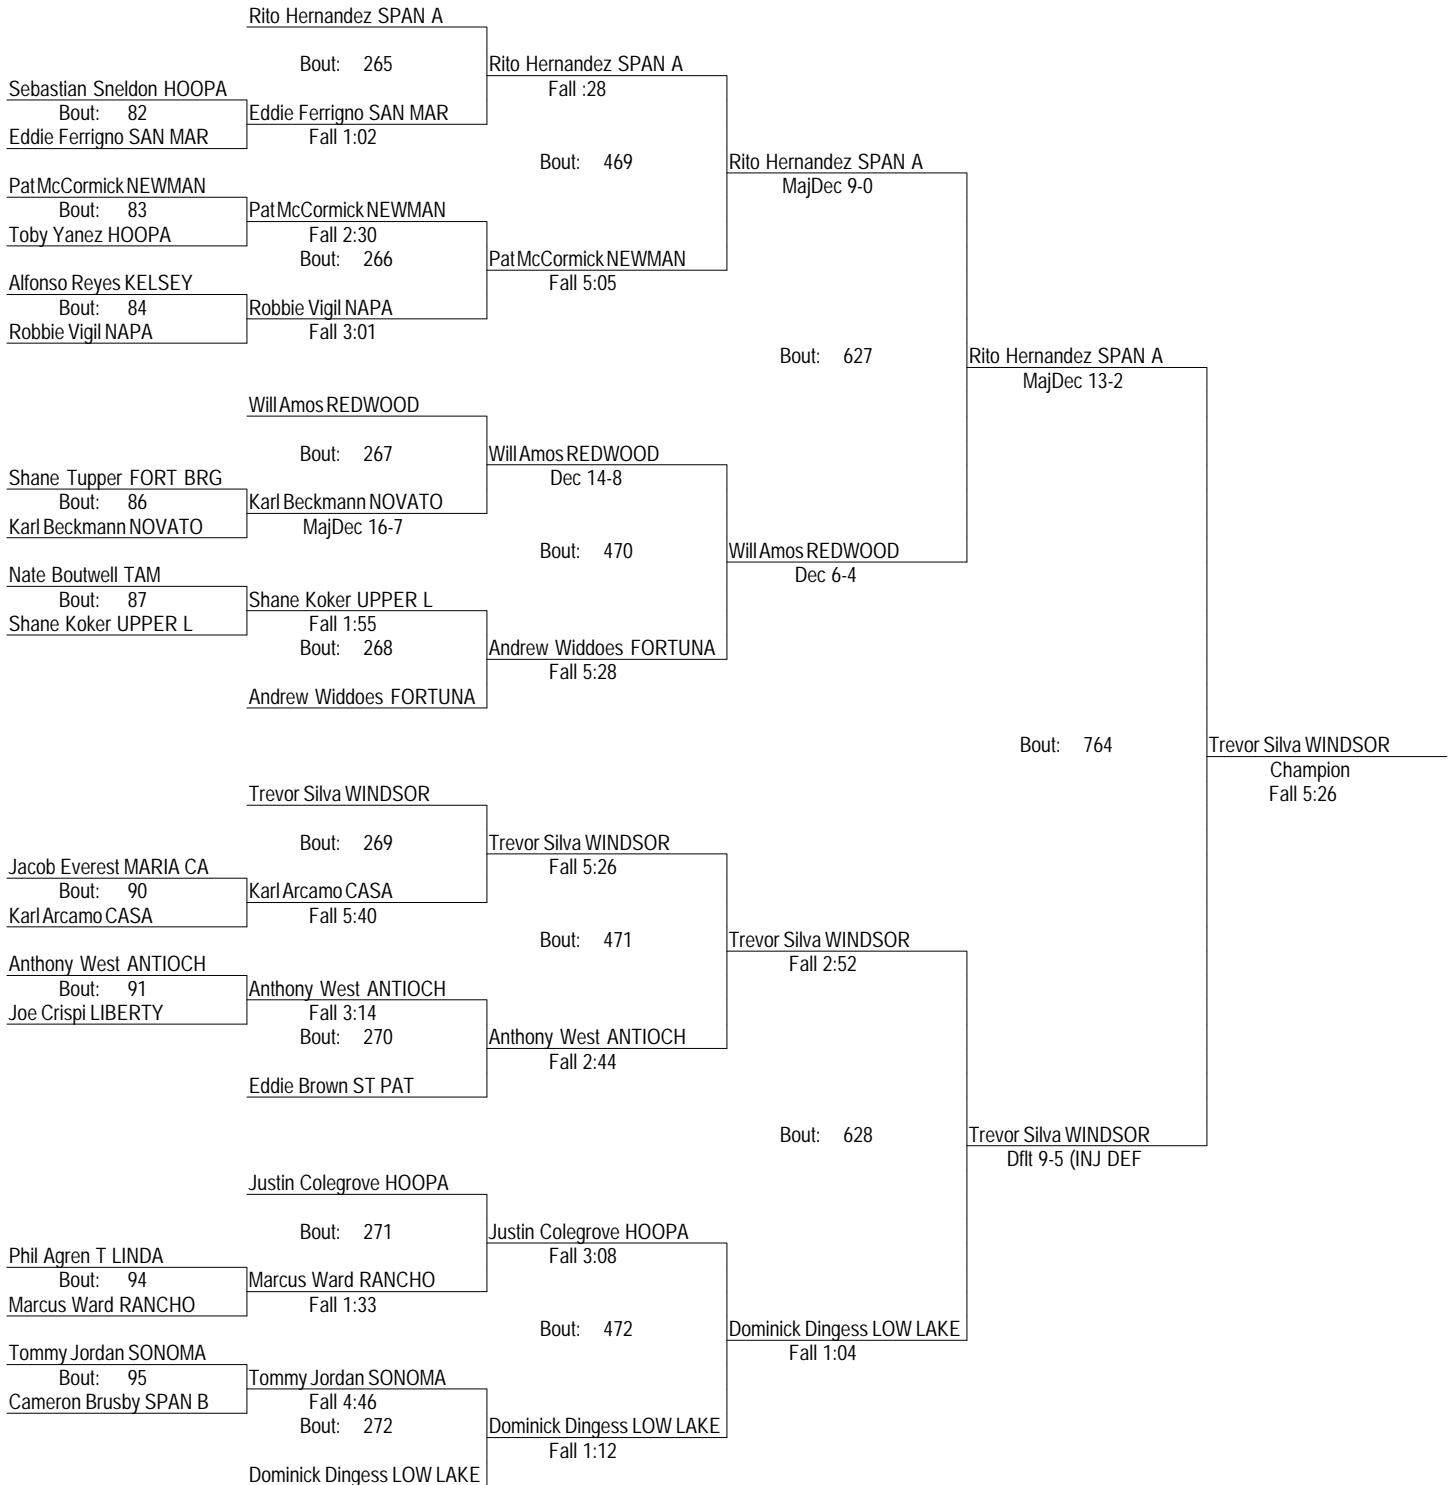 Rito Hernandez SPAN A
Bout: 265
Rito Hernandez SPAN A
Fall :28
Sebastian Sneldon HOOPA
Bout: 82
Eddie Ferrigno SAN MAR
Eddie Ferrigno SAN MAR
Fall 1:02
Bout: 469
Rito Hernandez SPAN A
MajDec 9-0
Pat McCormick NEWMAN
Bout: 83
Toby Yanez HOOPA
Pat McCormick NEWMAN
Fall 2:30
Bout: 266
Pat McCormick NEWMAN
Fall 5:05
Alfonso Reyes KELSEY
Bout: 84
Robbie Vigil NAPA
Robbie Vigil NAPA
Fall 3:01
Bout: 627
Rito Hernandez SPAN A
MajDec 13-2
Will Amos REDWOOD
Bout: 267
Will Amos REDWOOD
Dec 14-8
Shane Tupper FORT BRG
Bout: 86
Karl Beckmann NOVATO
Karl Beckmann NOVATO
MajDec 16-7
Bout: 470
Will Amos REDWOOD
Dec 6-4
Nate Boutwell TAM
Bout: 87
Shane Koker UPPER L
Shane Koker UPPER L
Fall 1:55
Bout: 268
Andrew Widdoes FORTUNA
Fall 5:28
Andrew Widdoes FORTUNA
Bout: 764
Trevor Silva WINDSOR
Champion
Fall 5:26
Trevor Silva WINDSOR
Bout: 269
Trevor Silva WINDSOR
Fall 5:26
Jacob Everest MARIA CA
Bout: 90
Karl Arcamo CASA
Karl Arcamo CASA
Fall 5:40
Bout: 471
Trevor Silva WINDSOR
Fall 2:52
Anthony West ANTIOCH
Bout: 91
Joe Crispi LIBERTY
Anthony West ANTIOCH
Fall 3:14
Bout: 270
Anthony West ANTIOCH
Fall 2:44
Eddie Brown ST PAT
Bout: 628
Trevor Silva WINDSOR
Dflt 9-5 (INJ DEF
Justin Colegrove HOOPA
Bout: 271
Justin Colegrove HOOPA
Fall 3:08
Phil Agren T LINDA
Bout: 94
Marcus Ward RANCHO
Marcus Ward RANCHO
Fall 1:33
Bout: 472
Dominick Dingess LOW LAKE
Fall 1:04
Tommy Jordan SONOMA
Bout: 95
Cameron Brusby SPAN B
Tommy Jordan SONOMA
Fall 4:46
Bout: 272
Dominick Dingess LOW LAKE
Fall 1:12
Dominick Dingess LOW LAKE